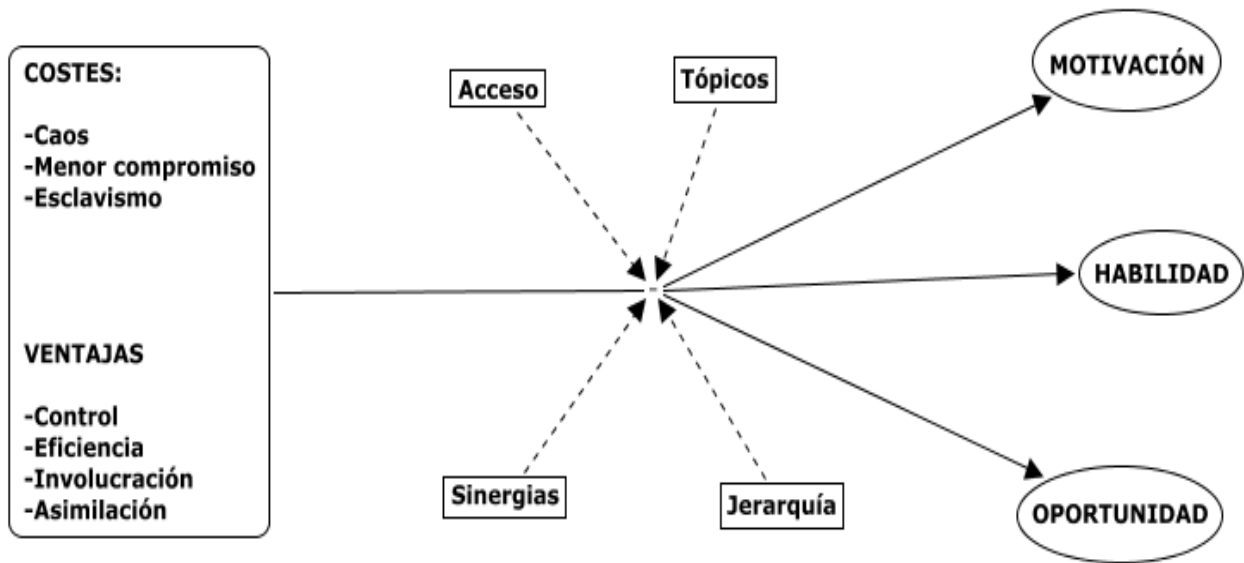 COSTES:
-Caos
-Menor compromiso
-Esclavismo
VENTAJAS
-Control
-Eficiencia
-Involucración
-Asimilación
Acceso
Tópicos
-
Sinergias
Jerarquía
MOTIVACIÓN
HABILIDAD
OPORTUNIDAD